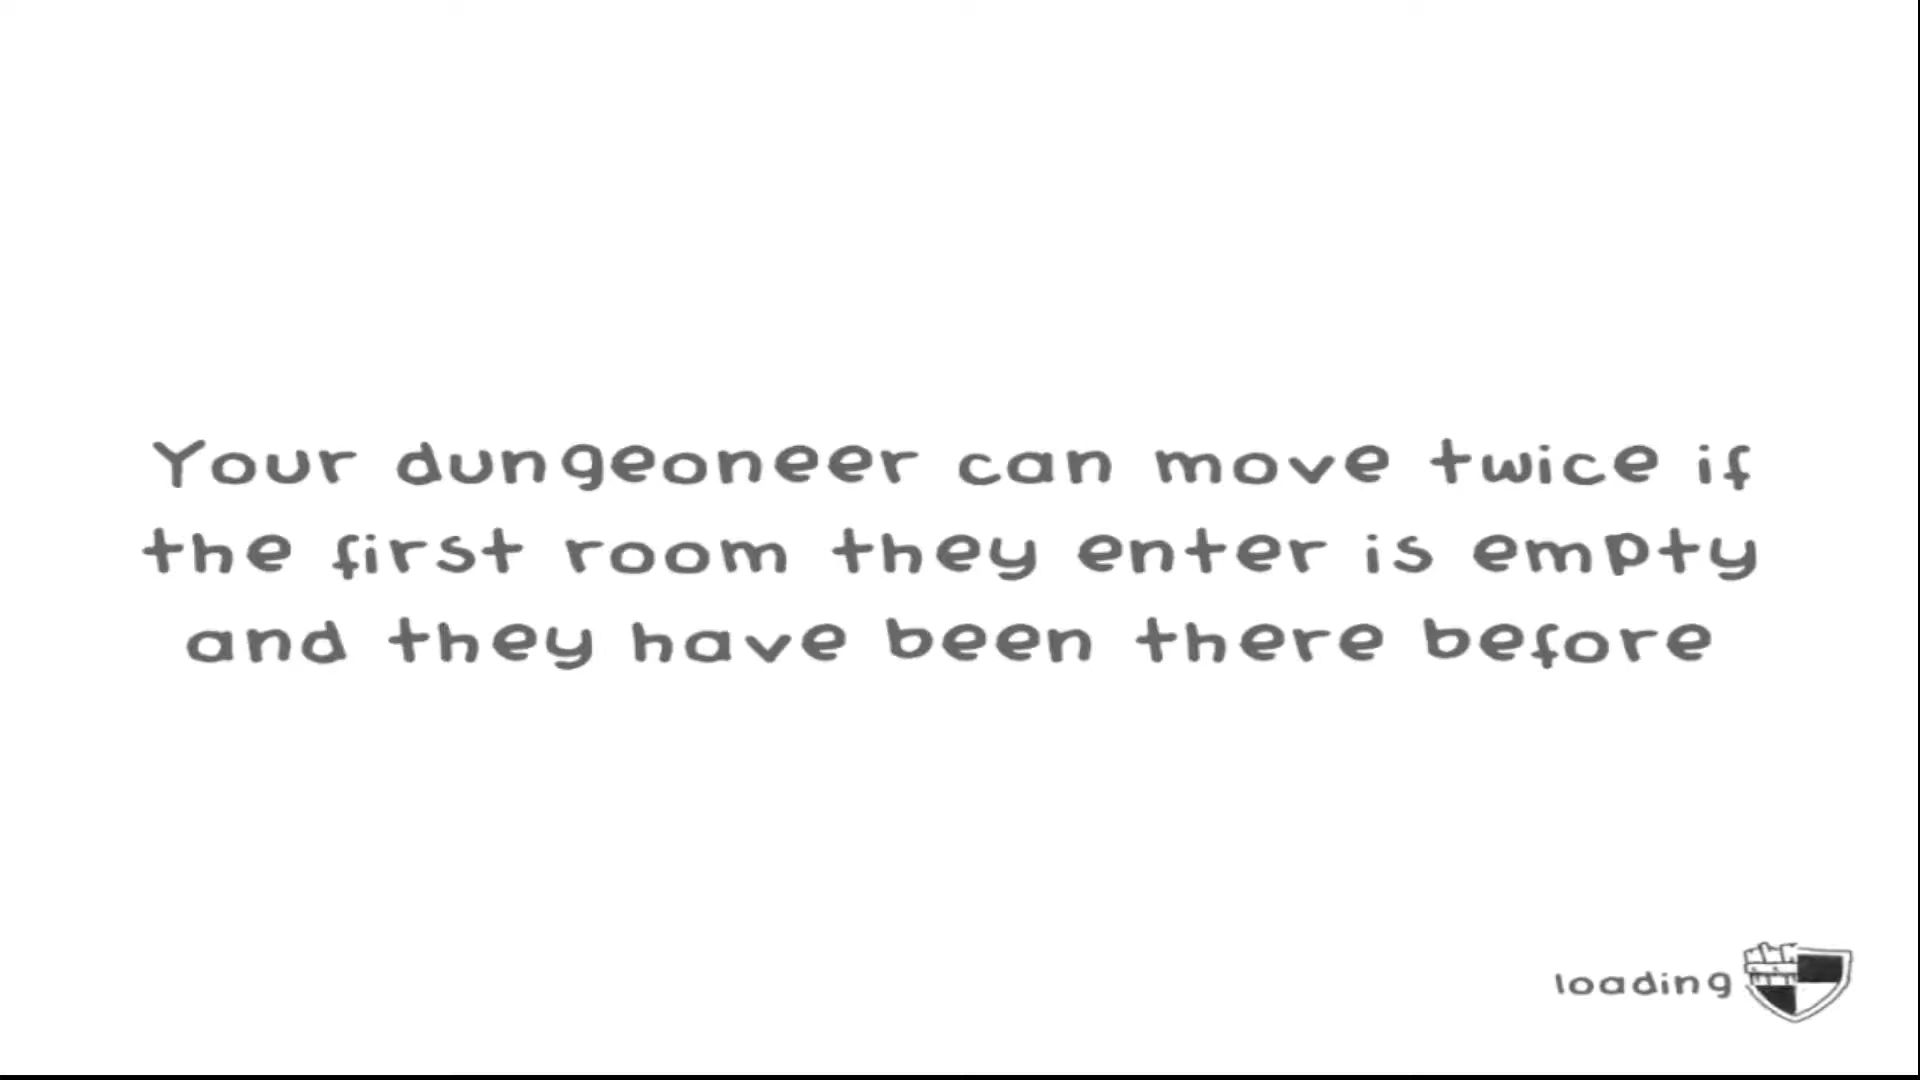 Your dungeoneer can move twice if
the first room they enter is empty
and they have been there before
loading